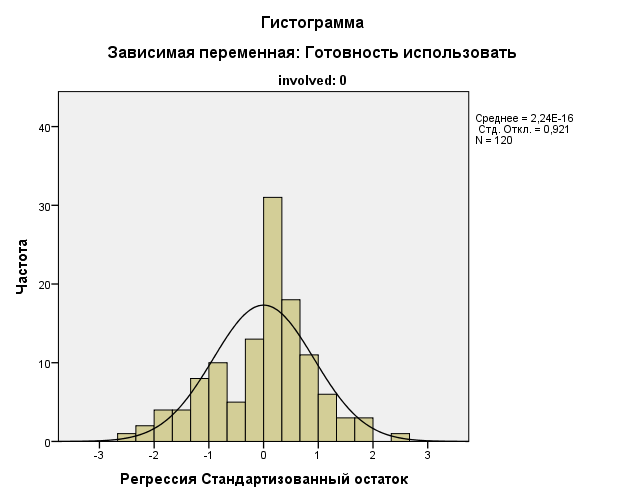 Гистограмма
Зависимая переменная: Готовность использовать
involved: 0
Среднее = 2,24E-16
Стд. Откл. = 0,921
N = 120
Частота
40
30
20
10
0
-3 -2 -1 0 1 2 3
Регрессия Стандартизованный остаток